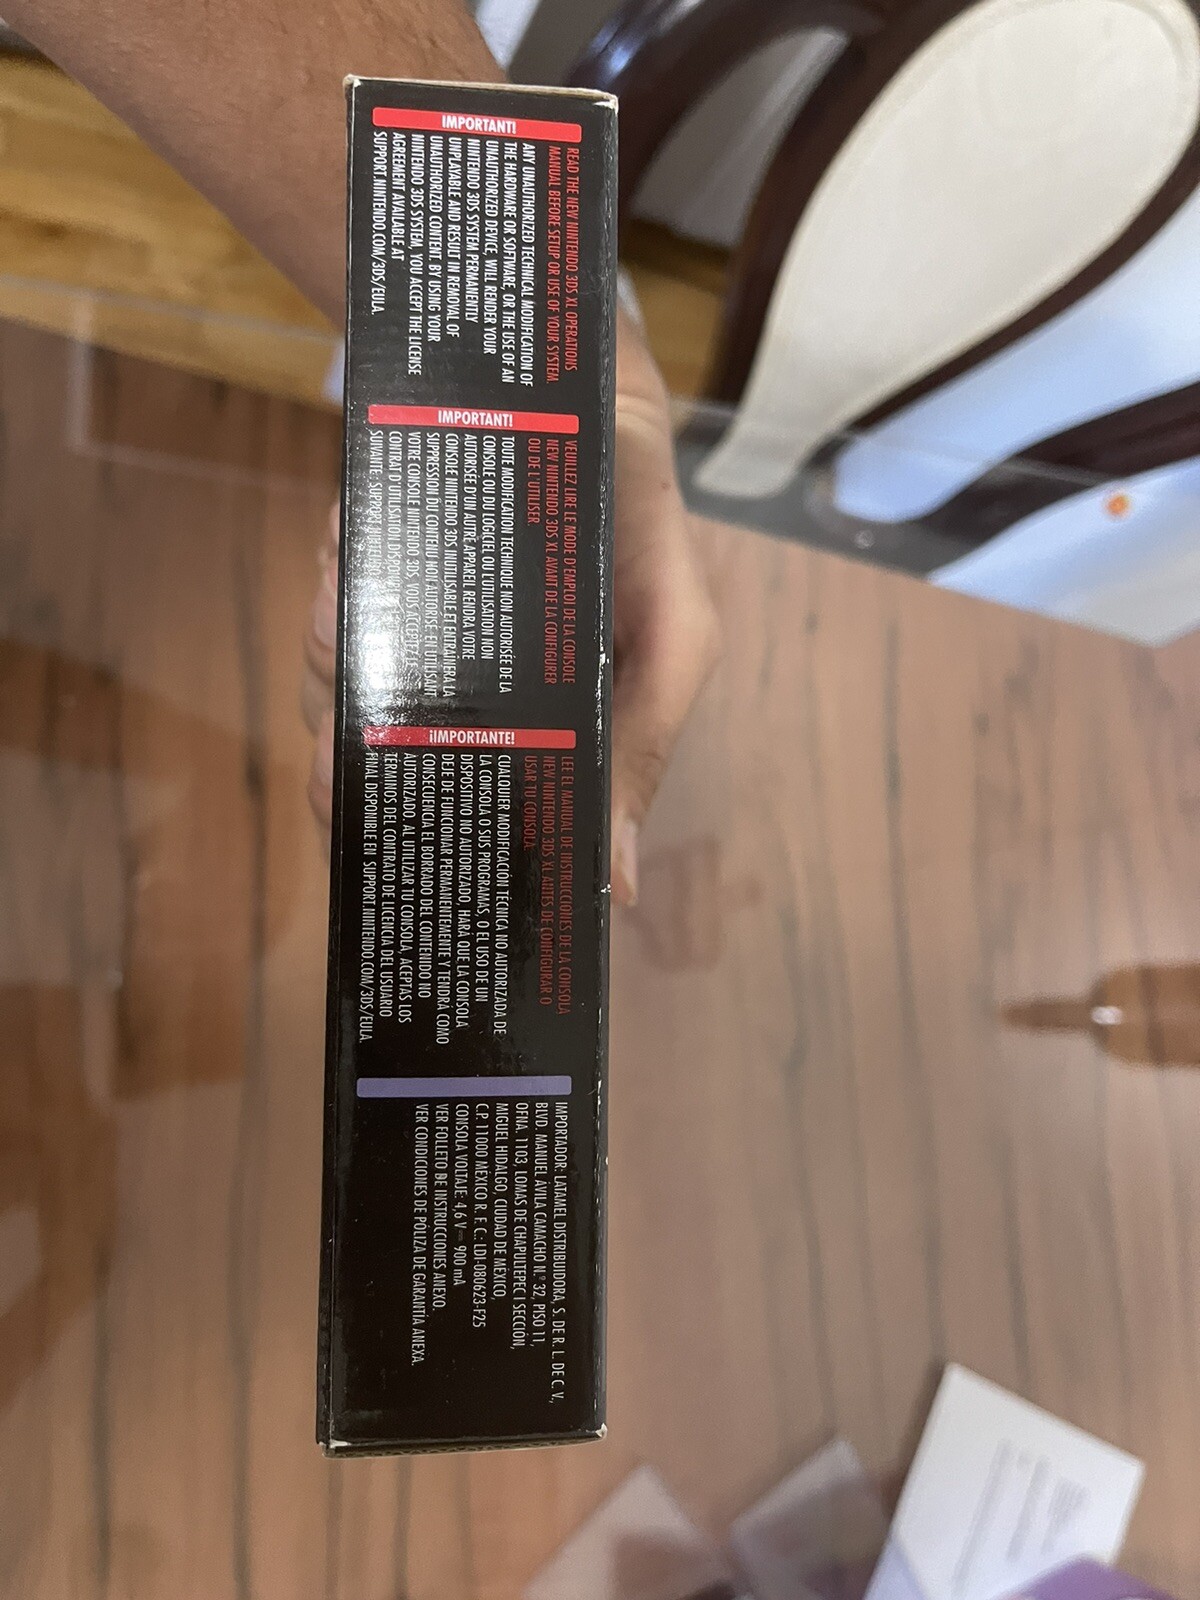 IMPORTANT!
READ THE NEW NINTENDO 3DS XL OPERATIONS
MANUAL BEFORE SETUP OR USE OF YOUR SYSTEM.
ANY UNAUTHORIZED TECHNICAL MODIFICATION OF
THE HARDWARE OR SOFTWARE, OR THE USE OF AN
UNAUTHORIZED DEVICE, WILL RENDER YOUR
NINTENDO 3DS SYSTEM PERMANENTLY
UNPLAYABLE AND RESULT IN REMOVAL OF
UNAUTHORIZED CONTENT. BY USING YOUR
NINTENDO 3DS SYSTEM, YOU ACCEPT THE LICENSE
AGREEMENT AVAILABLE AT
SUPPORT.NINTENDO.COM/3DS/EULA.
IMPORTANT!
VEUILLEZ LIRE LE MODE D'EMPLOI DE LA CONSOLE
NEW NINTENDO 3DS XL AVANT DE LA CONFIGURER
OU DE L'UTILISER.
TOUTE MODIFICATION TECHNIQUE NON AUTORISÉE DE LA
CONSOLE OU DU LOGICIEL OU L'UTILISATION NON
AUTORISÉE D'UN AUTRE APPAREIL RENDRA VOTRE
CONSOLE NINTENDO 3DS INUTILISABLE ET ENTRAÎNERA LA
SUPPRESSION DU CONTENU NON AUTORISÉ. EN UTILISANT
VOTRE CONSOLE NINTENDO 3DS, VOUS ACCEPTEZ LE
CONTRAT D'UTILISATION
SUIVANTE:
¡IMPORTANTE!
LEE EL MANUAL DE INSTRUCCIONES DE LA CONSOLA
NEW NINTENDO 3DS XL ANTES DE CONFIGURAR O
USAR TU CONSOLA.
CUALQUIER MODIFICACIÓN TÉCNICA NO AUTORIZADA DE
LA CONSOLA O SUS PROGRAMAS, O EL USO DE UN
DISPOSITIVO NO AUTORIZADO, HARÁ QUE LA CONSOLA
DEJE DE FUNCIONAR PERMANENTEMENTE Y TENDRÁ COMO
CONSECUENCIA EL BORRADO DEL CONTENIDO NO
AUTORIZADO. AL UTILIZAR TU CONSOLA, ACEPTAS LOS
TÉRMINOS DEL CONTRATO DE LICENCIA DEL USUARIO
FINAL DISPONIBLE EN SUPPORT.NINTENDO.COM/3DS/EULA.
IMPORTADOR: LATAMEL DISTRIBUIDORA, S. DE R. L. DE C. V.,
BLVD. MANUEL ÁVILA CAMACHO N.° 32, PISO 11,
OFNA. 1103, LOMAS DE CHAPULTEPEC I SECCIÓN,
MIGUEL HIDALGO, CIUDAD DE MÉXICO,
C.P. 11000 MÉXICO R. F. C.: LDI-080623-F25
CONSOLA VOLTAJE: 4,6 V⎓ 900 mA
VER FOLLETO DE INSTRUCCIONES ANEXO.
VER CONDICIONES DE PÓLIZA DE GARANTÍA ANEXA.